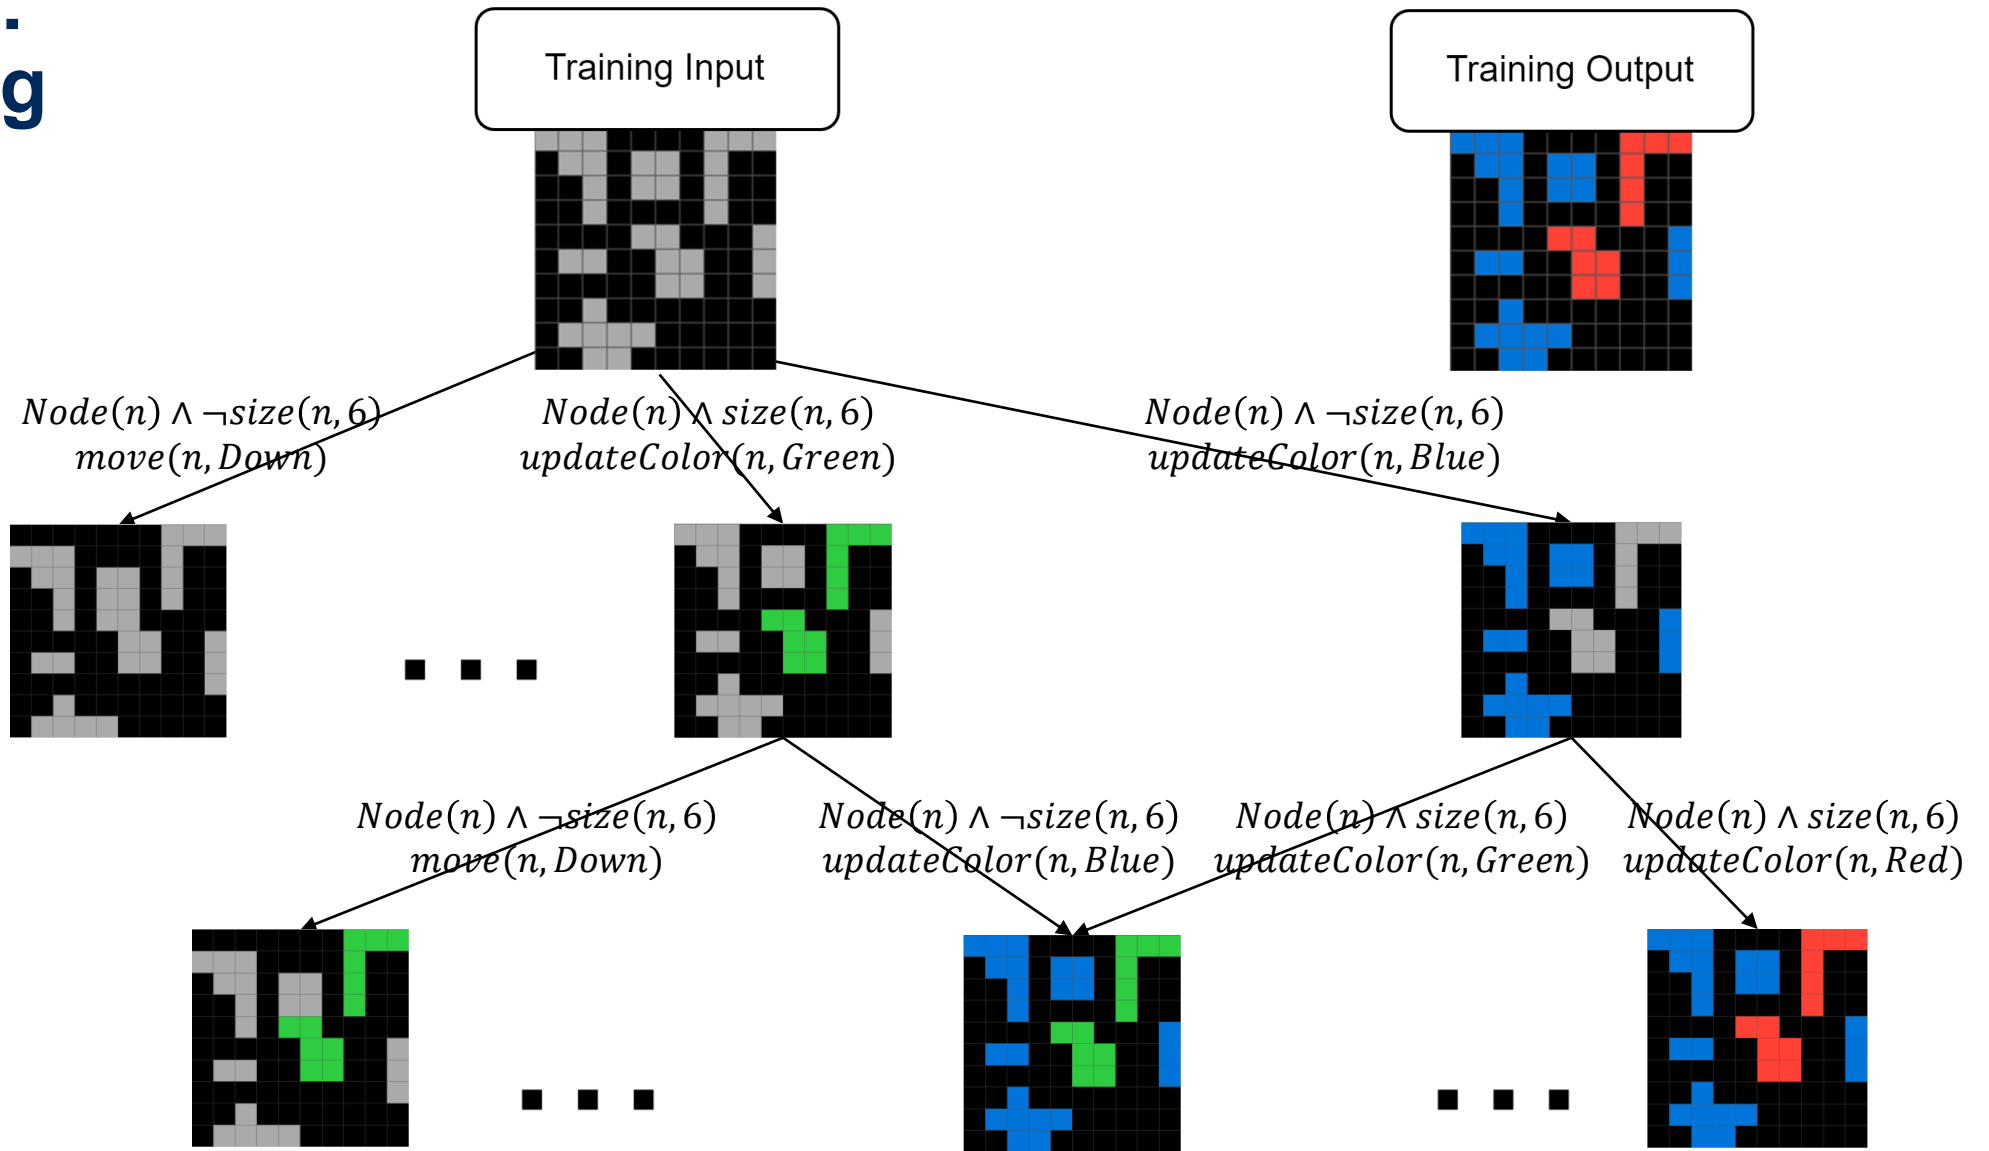 .
g
Training Input
Training Output
Node(n) ∧ ¬size(n, 6)
move(n, Down)
Node(n) ∧ size(n, 6)
updateColor(n, Green)
Node(n) ∧ ¬size(n, 6)
updateColor(n, Blue)
Node(n) ∧ ¬size(n, 6)
move(n, Down)
Node(n) ∧ ¬size(n, 6)
updateColor(n, Blue)
Node(n) ∧ size(n, 6)
updateColor(n, Green)
Node(n) ∧ size(n, 6)
updateColor(n, Red)